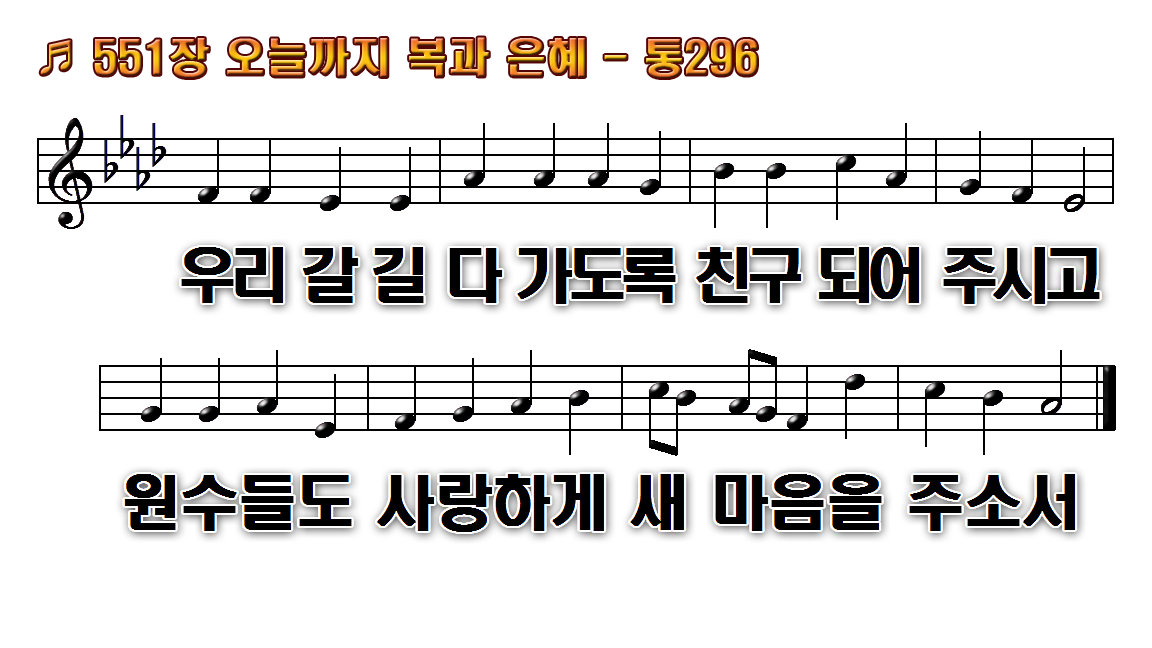 ♬ 551장 오늘까지 복과 은혜 - 통296
우리 갈 길 다 가도록 친구 되어 주시고
원수들도 사랑하게 새 마음을 주소서